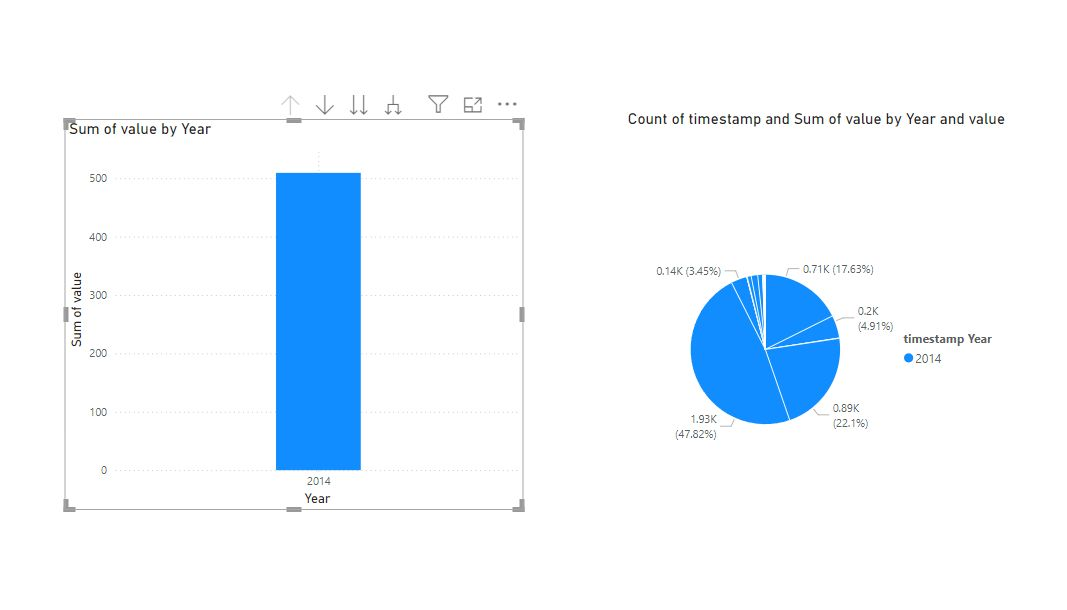 Sum of value by Year
500
400
300
200
100
0
Sum of value
2014
Year
Count of timestamp and Sum of value by Year and value
0.14K (3.45%)
0.71K (17.63%)
0.2K
(4.91%)
0.89K
(22.1%)
1.93K
(47.82%)
timestamp Year
2014